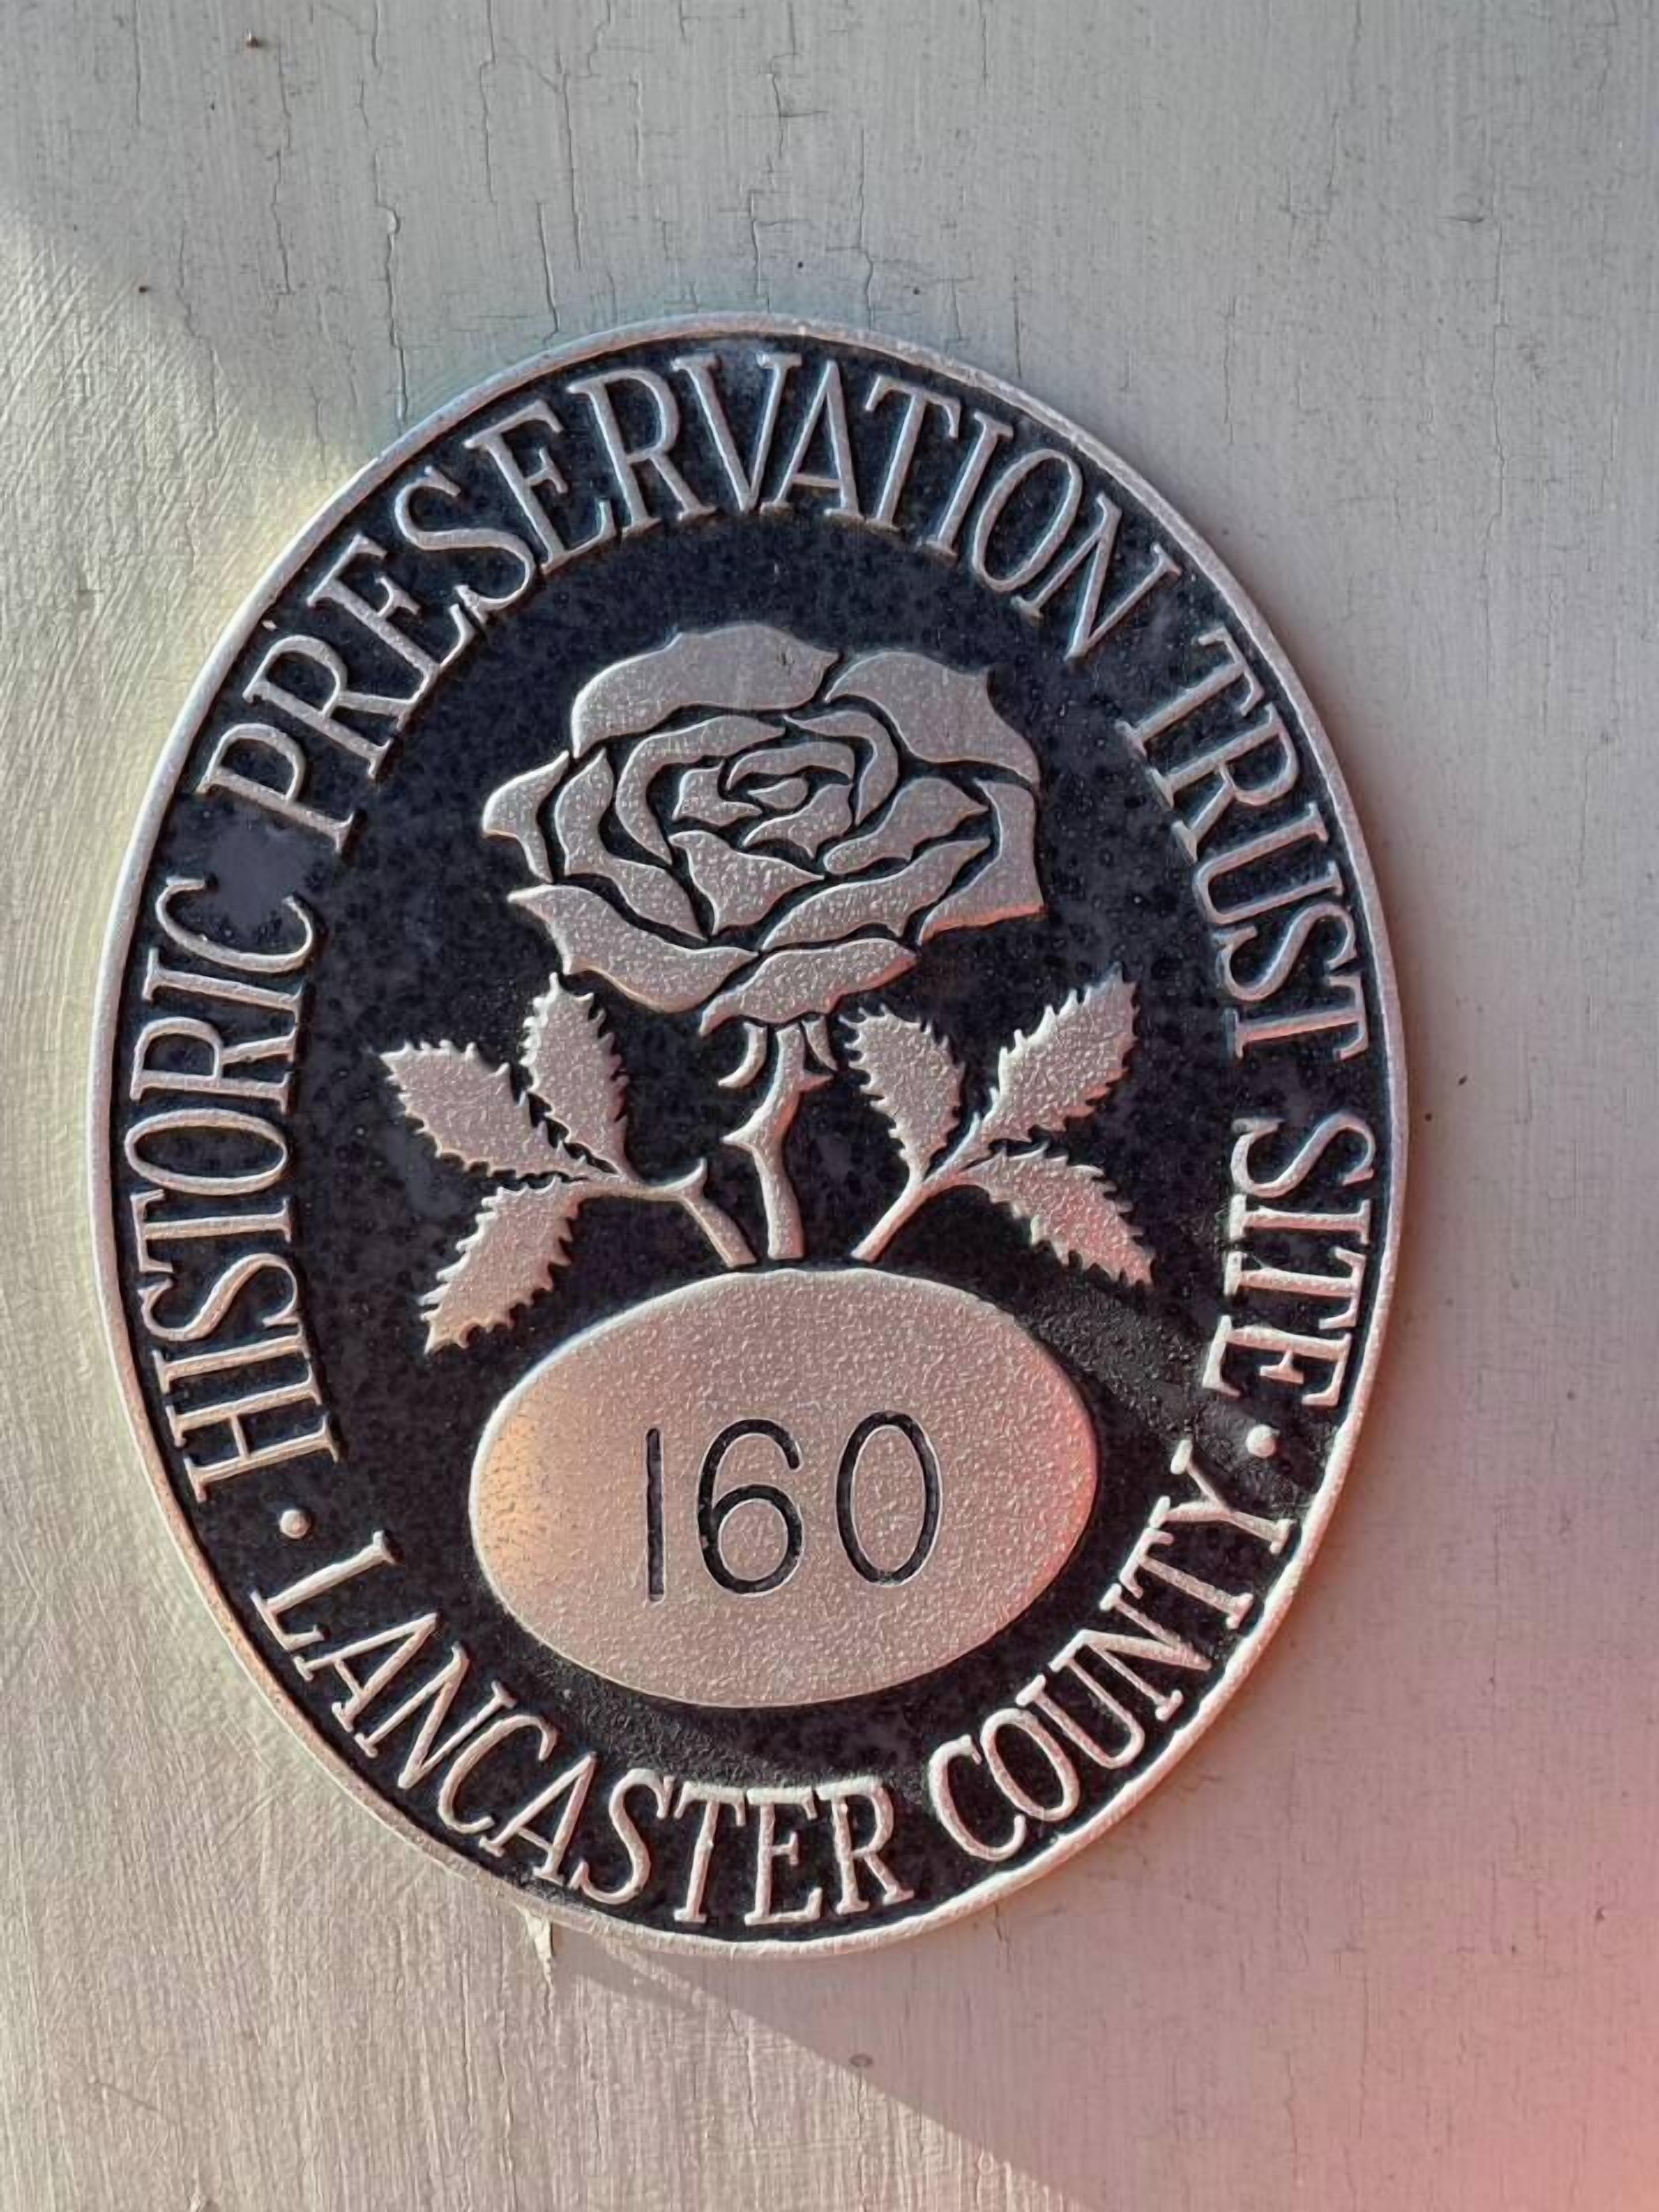 HISTORIC PRESERVATION TRUST SITE
· LANCASTER COUNTY ·
160